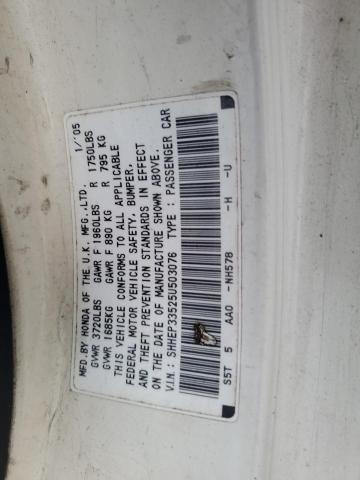 MFD.BY HONDA OF THE U.K. MFG.,LTD. 1/'05
GVWR 3720LBS GAWR F 1960LBS R 1750LBS
GVWR 1685KG GAWR F 890 KG R 795 KG
THIS VEHICLE CONFORMS TO ALL APPLICABLE
FEDERAL MOTOR VEHICLE SAFETY, BUMPER,
AND THEFT PREVENTION STANDARDS IN EFFECT
ON THE DATE OF MANUFACTURE SHOWN ABOVE.
V.I.N.: SHHEP33525U503076 TYPE : PASSENGER CAR
S5T 5 AA0 -NH578 -H -U